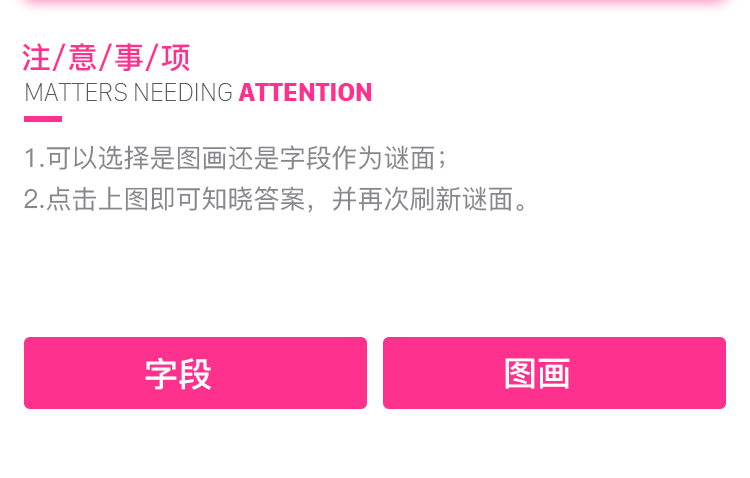 注/意/事/项
MATTERS NEEDING ATTENTION
1.可以选择是图画还是字段作为谜面；
2.点击上图即可知晓答案，并再次刷新谜面。
字段
图画